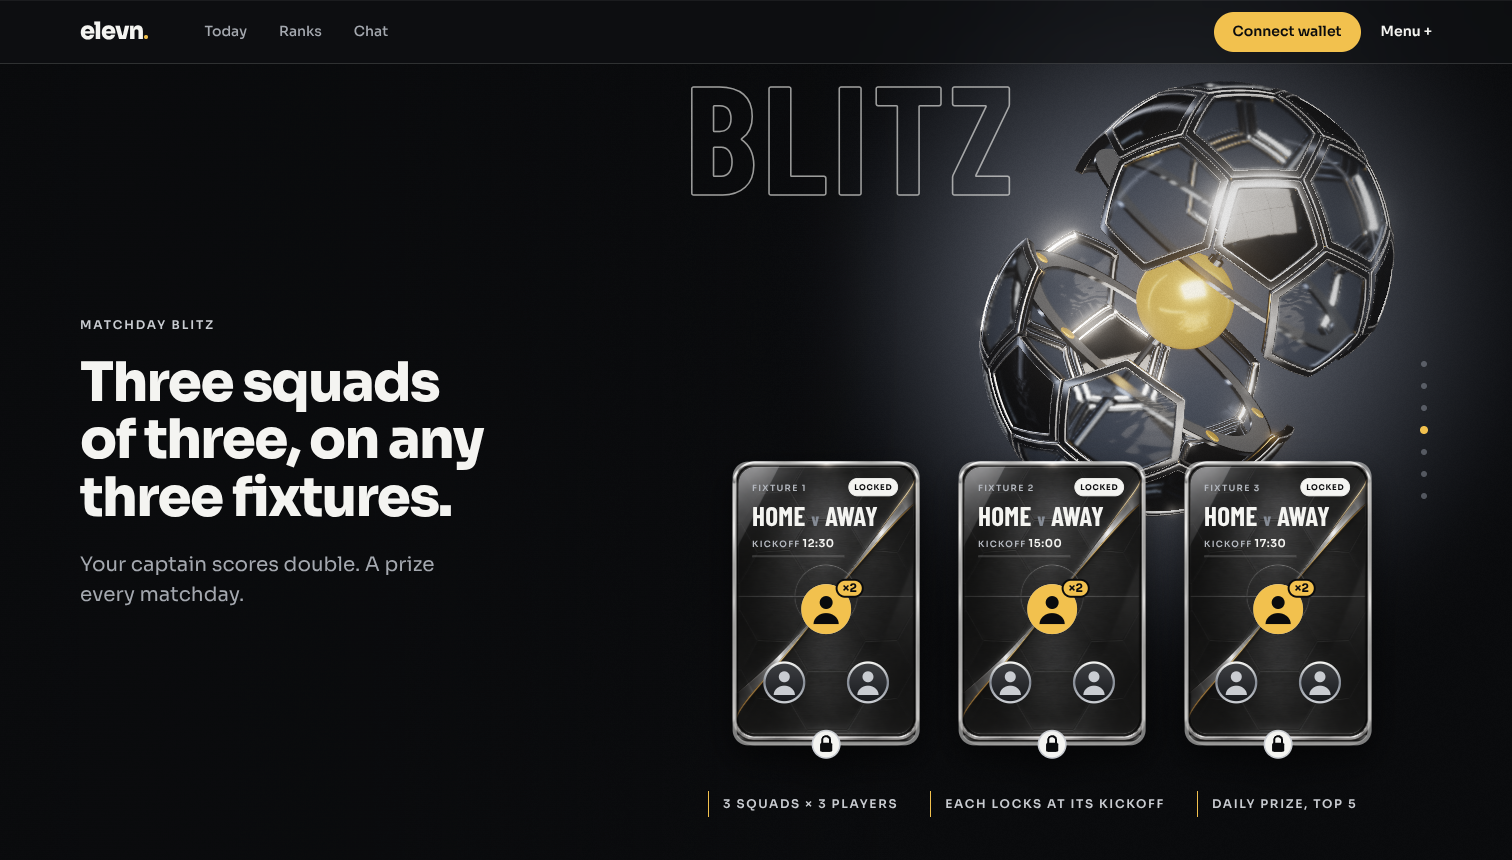 elevn.
Today
Ranks
Chat
Connect wallet
Menu +
BLITZ
MATCHDAY BLITZ
Three squads
of three, on any
three fixtures.
Your captain scores double. A prize
every matchday.
FIXTURE 1
LOCKED
HOME v AWAY
KICKOFF 12:30
×2
FIXTURE 2
LOCKED
HOME v AWAY
KICKOFF 15:00
×2
FIXTURE 3
LOCKED
HOME v AWAY
KICKOFF 17:30
×2
3 SQUADS × 3 PLAYERS
EACH LOCKS AT ITS KICKOFF
DAILY PRIZE, TOP 5